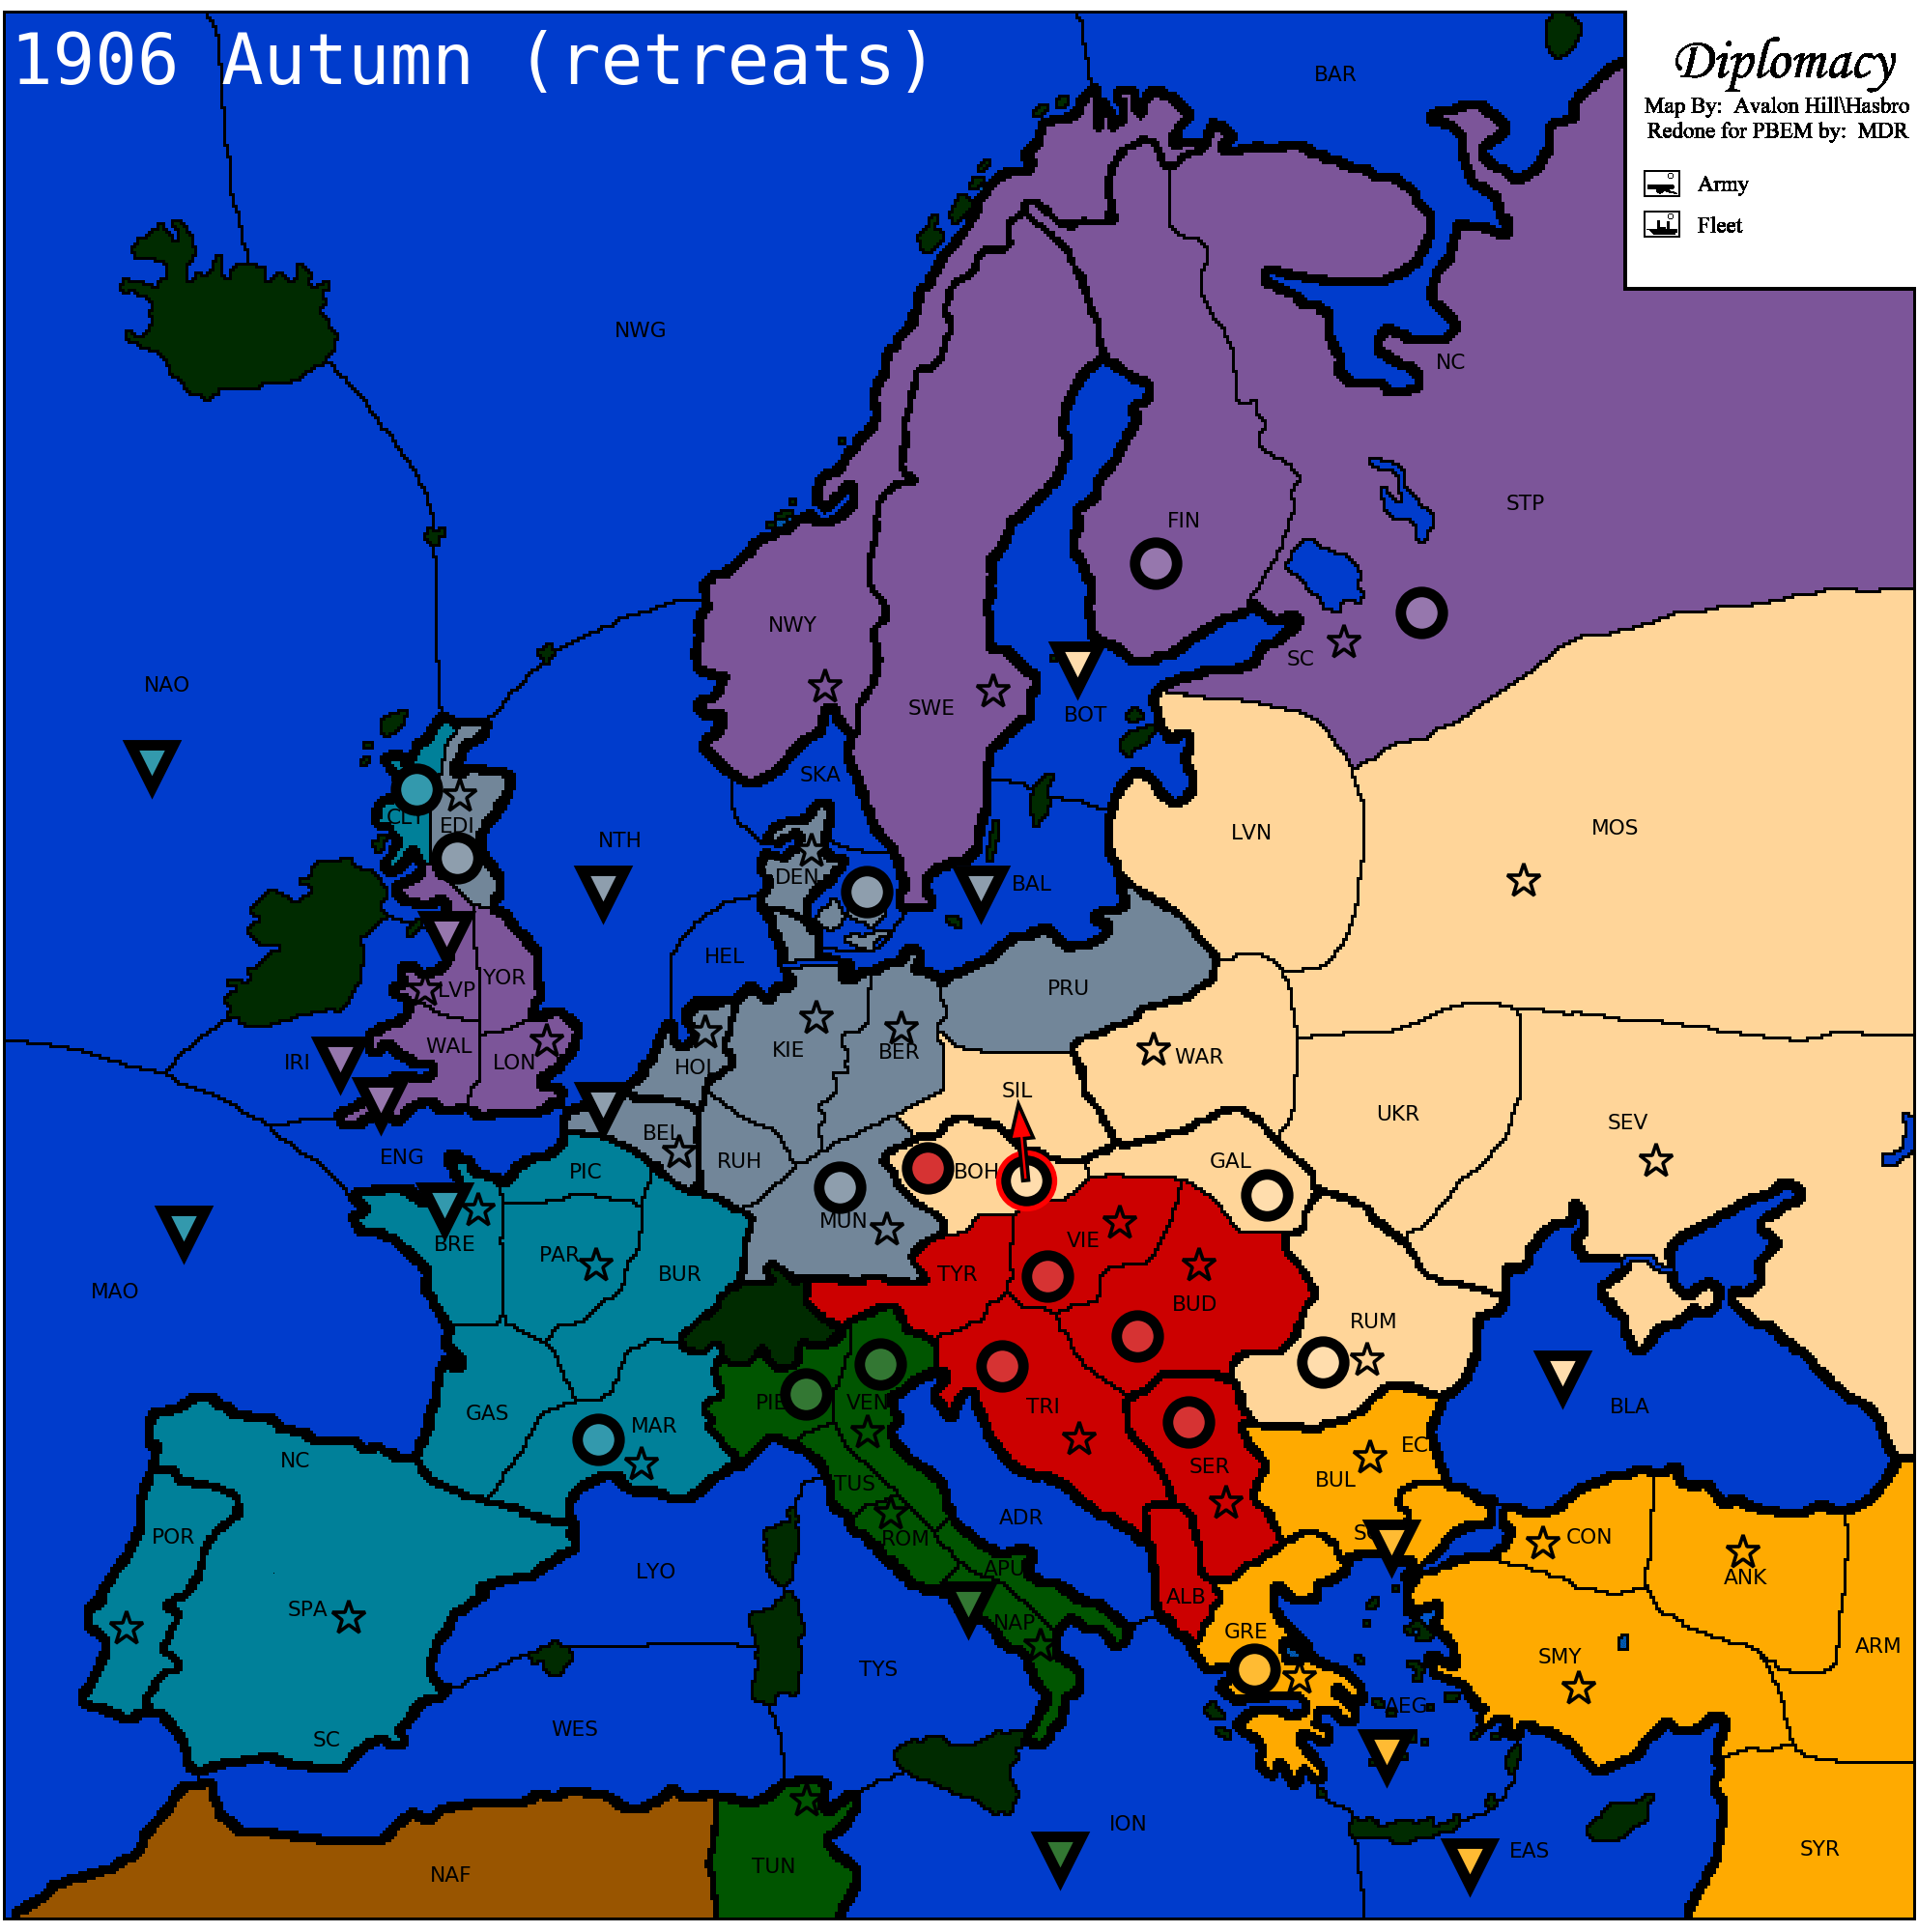 1906 Autumn (retreats)
Diplomacy
Map By: Avalon Hill\Hasbro
Redone for PBEM by: MDR
Army
Fleet
BAR
NWG
NC
STP
FIN
NWY
SC
NAO
SWE
BOT
SKA
CLY
EDI
NTH
LVN
MOS
DEN
BAL
HEL
YOR
LVP
PRU
IRI
WAL
LON
HOL
KIE
BER
WAR
SIL
UKR
SEV
BEL
ENG
PIC
RUH
BOH
GAL
MUN
BRE
PAR
BUR
VIE
TYR
MAO
BUD
RUM
GAS
MAR
PIE
VEN
TRI
BLA
NC
TUS
SER
BUL
EC
POR
ROM
ADR
SC
CON
LYO
APU
ANK
SPA
NAP
ALB
GRE
SMY
ARM
TYS
AEG
WES
SC
ION
EAS
SYR
NAF
TUN